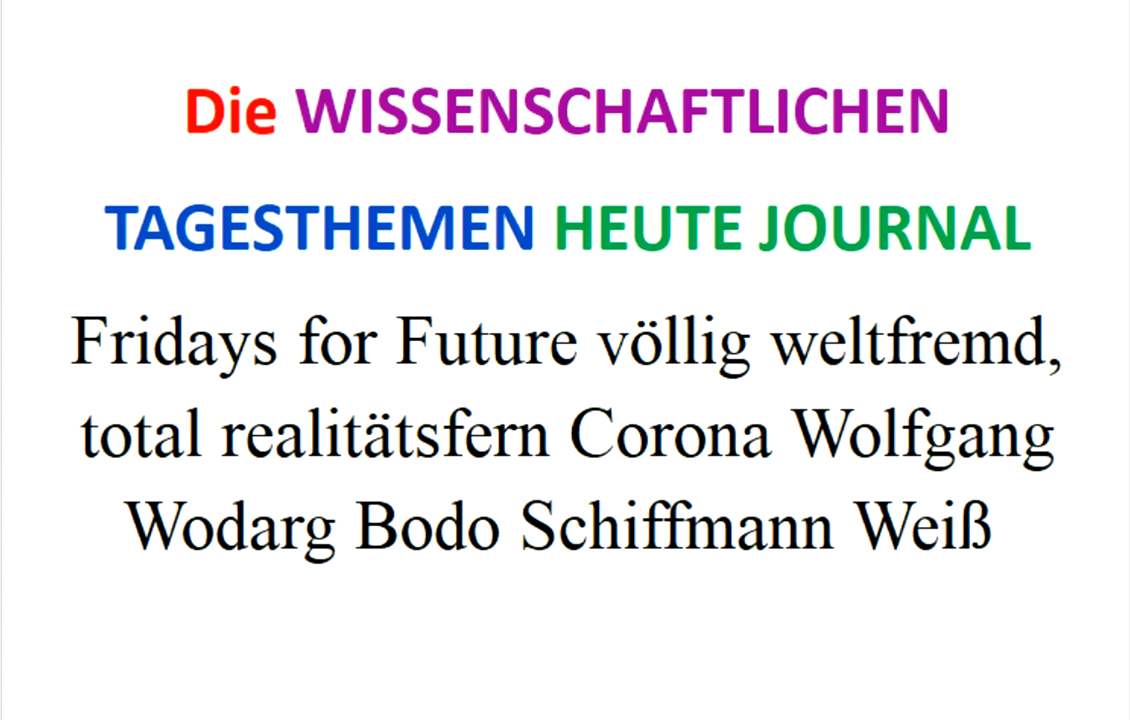 Die WISSENSCHAFTLICHEN
TAGESTHEMEN HEUTE JOURNAL
Fridays for Future völlig weltfremd,
total realitätsfern Corona Wolfgang
Wodarg Bodo Schiffmann Weiß